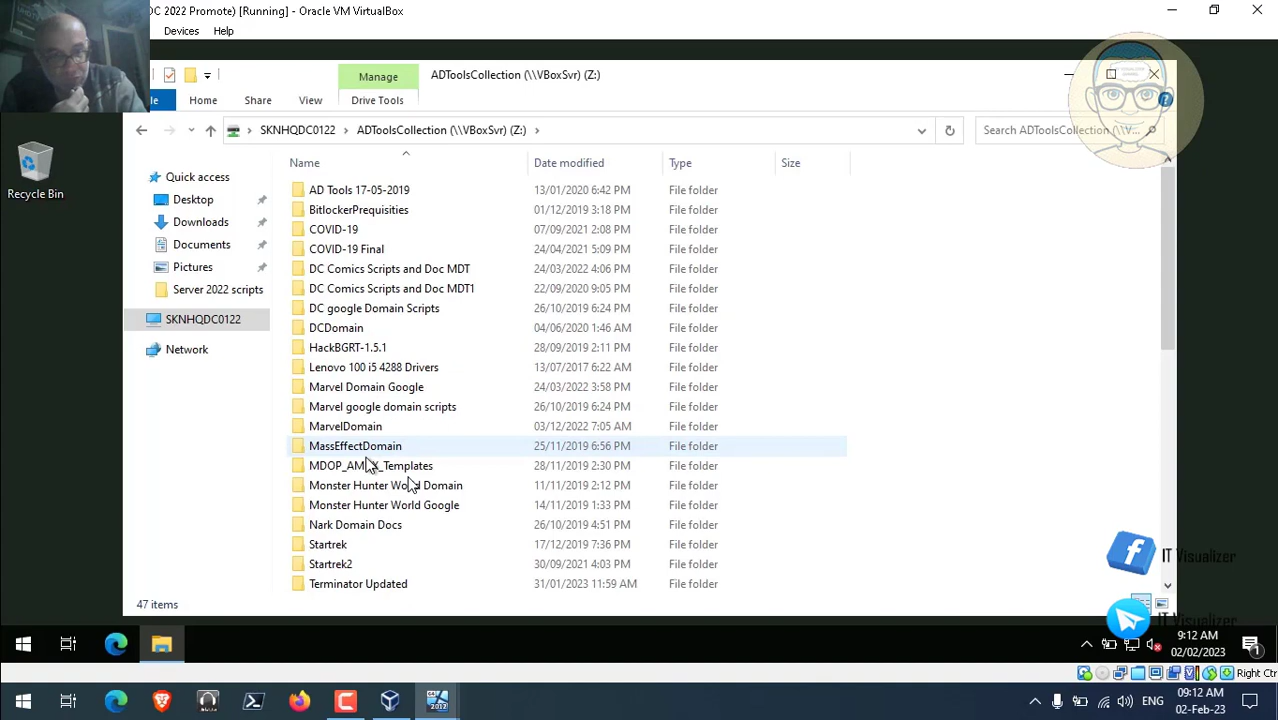 OC 2022 Promote) [Running] - Oracle VM VirtualBox
Devices Help
Manage ADToolsCollection (\\VBoxSvr) (Z:)
Home Share View Drive Tools
SKNHQDC0122 ADToolsCollection (\\VBoxSvr) (Z:) Search ADToolsCollection (\\V...
Name Date modified Type Size
Recycle Bin
Quick access
Desktop
Downloads
Documents
Pictures
Server 2022 scripts
SKNHQDC0122
Network
AD Tools 17-05-2019 13/01/2020 6:42 PM File folder
BitlockerPrequisities 01/12/2019 3:18 PM File folder
COVID-19 07/09/2021 2:08 PM File folder
COVID-19 Final 24/04/2021 5:09 PM File folder
DC Comics Scripts and Doc MDT 24/03/2022 4:06 PM File folder
DC Comics Scripts and Doc MDT1 22/09/2020 9:05 PM File folder
DC google Domain Scripts 26/10/2019 6:24 PM File folder
DCDomain 04/06/2020 1:46 AM File folder
HackBGRT-1.5.1 28/09/2019 2:11 PM File folder
Lenovo 100 i5 4288 Drivers 13/07/2017 6:22 AM File folder
Marvel Domain Google 24/03/2022 3:58 PM File folder
Marvel google domain scripts 26/10/2019 6:24 PM File folder
MarvelDomain 03/12/2022 7:05 AM File folder
MassEffectDomain 25/11/2019 6:56 PM File folder
MDOP_AMDX_Templates 28/11/2019 2:30 PM File folder
Monster Hunter World Domain 11/11/2019 2:12 PM File folder
Monster Hunter World Google 14/11/2019 1:33 PM File folder
Nark Domain Docs 26/10/2019 4:51 PM File folder
Startrek 17/12/2019 7:36 PM File folder
Startrek2 30/09/2021 4:03 PM File folder
Terminator Updated 31/01/2023 11:59 AM File folder
47 items
IT Visualizer
IT Visualizer
9:12 AM
02/02/2023
Right Ctr
ENG 09:12 AM
02-Feb-23